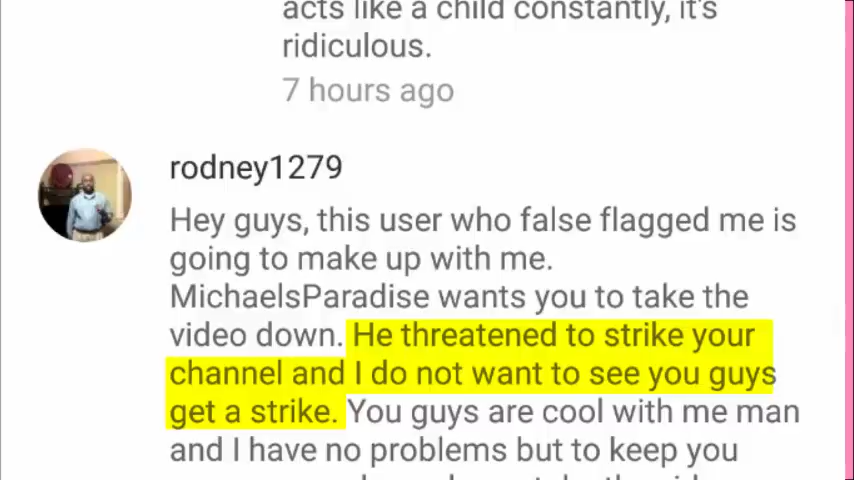 acts like a child constantly, it's
ridiculous.
7 hours ago
rodney1279
Hey guys, this user who false flagged me is
going to make up with me.
MichaelsParadise wants you to take the
video down. He threatened to strike your
channel and I do not want to see you guys
get a strike. You guys are cool with me man
and I have no problems but to keep you